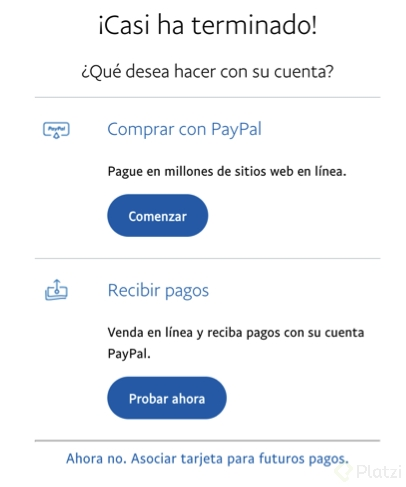 ¡Casi ha terminado!
¿Qué desea hacer con su cuenta?
PayPal
Comprar con PayPal
Pague en millones de sitios web en línea.
Comenzar
Recibir pagos
Venda en línea y reciba pagos con su cuenta
PayPal.
Probar ahora
Ahora no. Asociar tarjeta para futuros pagos.
Platzi